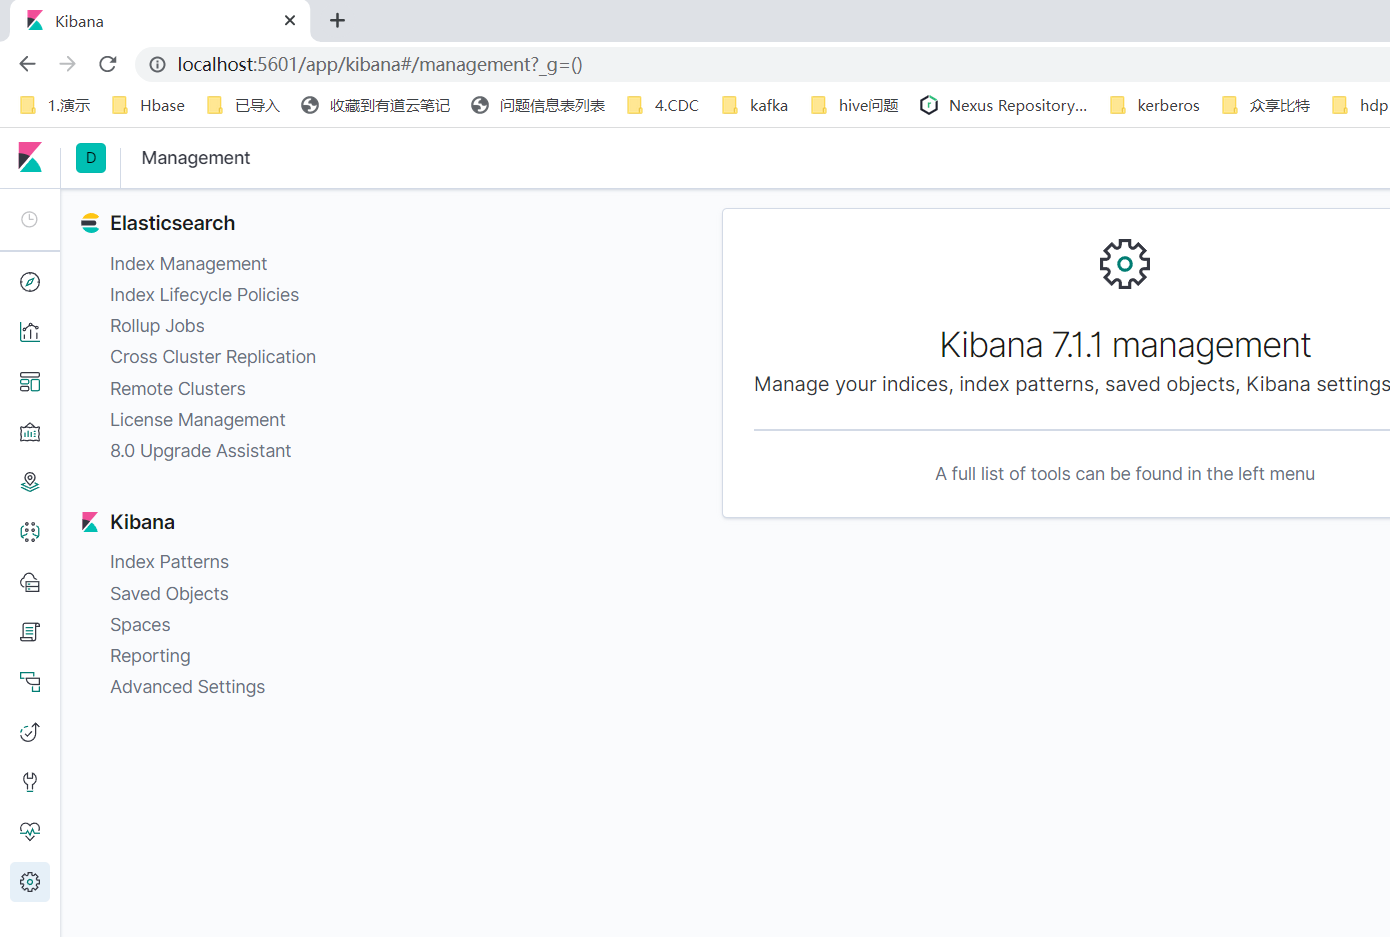 Kibana
localhost:5601/app/kibana#/management?_g=()
1.演示 Hbase 已导入 收藏到有道云笔记 问题信息表列表 4.CDC kafka hive问题 Nexus Repository... kerberos 众享比特 hdp
D Management
Elasticsearch
Index Management
Index Lifecycle Policies
Rollup Jobs
Cross Cluster Replication
Remote Clusters
License Management
8.0 Upgrade Assistant
Kibana
Index Patterns
Saved Objects
Spaces
Reporting
Advanced Settings
Kibana 7.1.1 management
Manage your indices, index patterns, saved objects, Kibana settings
A full list of tools can be found in the left menu